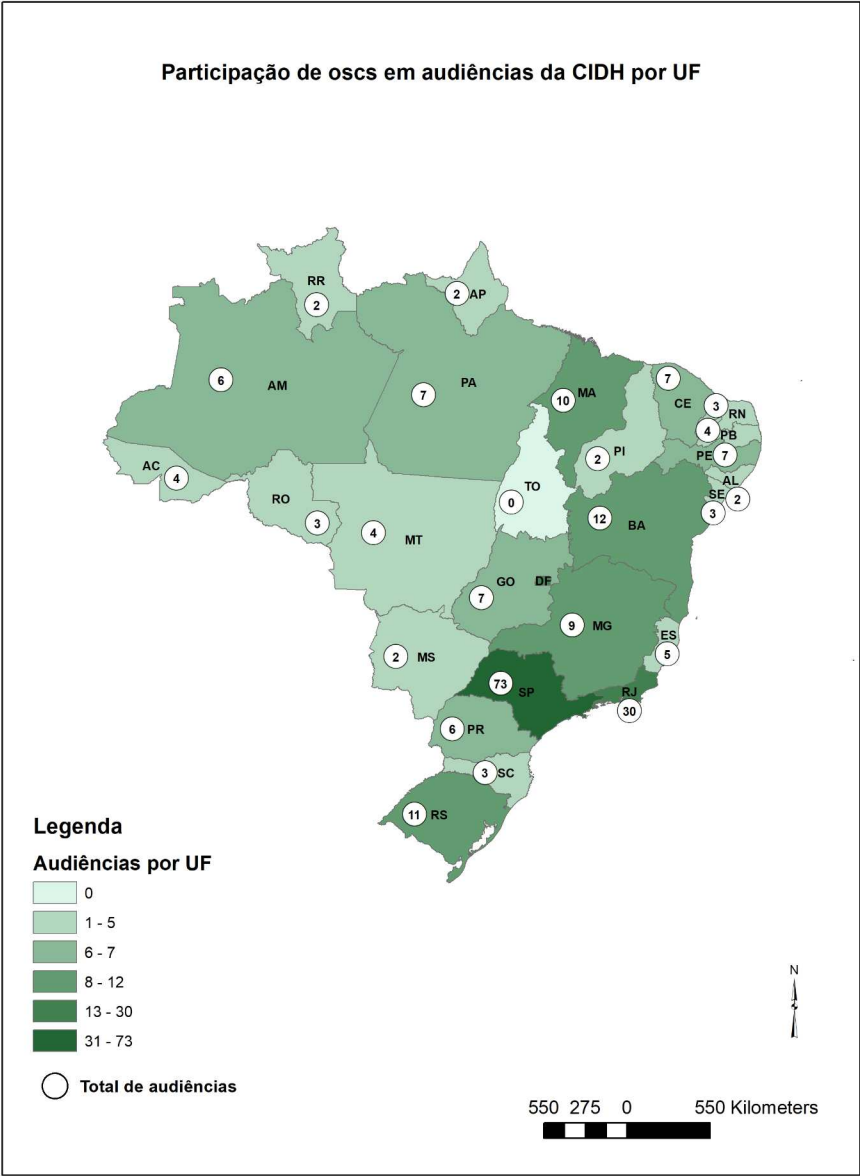 Participação de oscs em audiências da CIDH por UF
RR
2
2 AP
6 AM
7 PA
10 MA
7
CE
3
RN
4
PB
PE 7
AL
2
SE
3
2 PI
AC
4
RO
3
4
MT
TO
0
12 BA
GO DF
7
9 MG
ES
5
2 MS
73 SP
RJ
30
6 PR
3 SC
11 RS
Legenda
Audiências por UF
0
1 - 5
6 - 7
8 - 12
13 - 30
31 - 73
Total de audiências
N
550 275 0 550 Kilometers